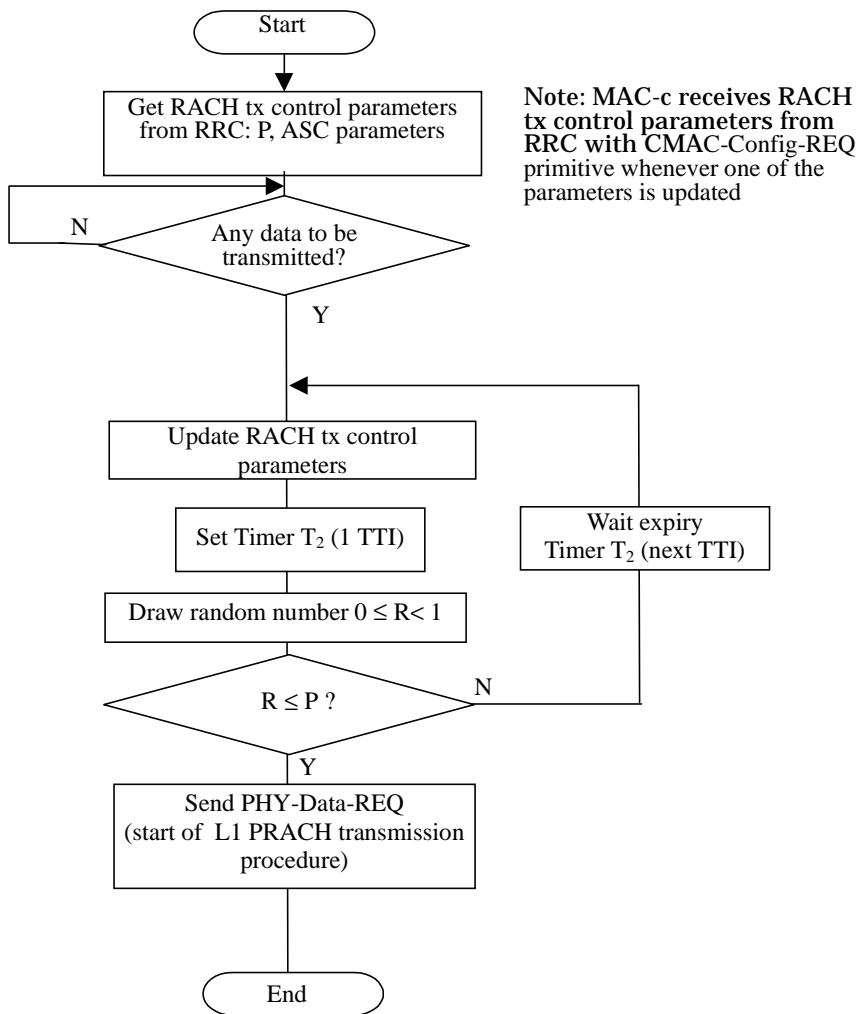 Start
Get RACH tx control parameters
from RRC: P, ASC parameters
Note: MAC-c receives RACH
tx control parameters from
RRC with CMAC-Config-REQ
primitive whenever one of the
parameters is updated
N
Any data to be
transmitted?
Y
Update RACH tx control
parameters
Set Timer T₂ (1 TTI)
Wait expiry
Timer T₂ (next TTI)
Draw random number 0 ≤ R< 1
R ≤ P ?
N
Y
Send PHY-Data-REQ
(start of L1 PRACH transmission
procedure)
End